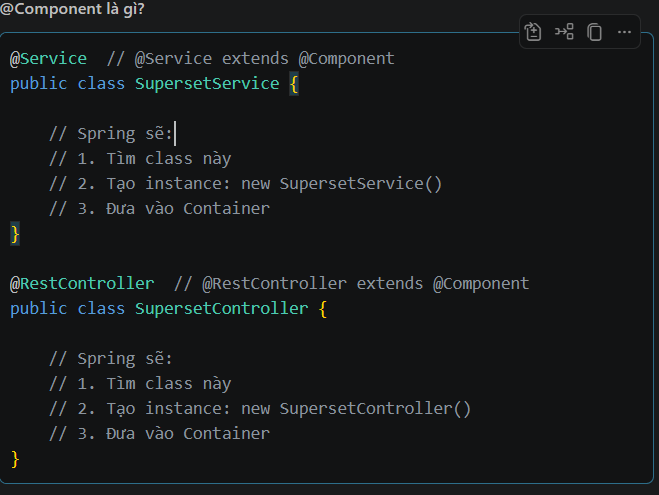 @Component là gì?
@Service  // @Service extends @Component
public class SupersetService {
// Spring sẽ:
// 1. Tìm class này
// 2. Tạo instance: new SupersetService()
// 3. Đưa vào Container
}
@RestController  // @RestController extends @Component
public class SupersetController {
// Spring sẽ:
// 1. Tìm class này
// 2. Tạo instance: new SupersetController()
// 3. Đưa vào Container
}